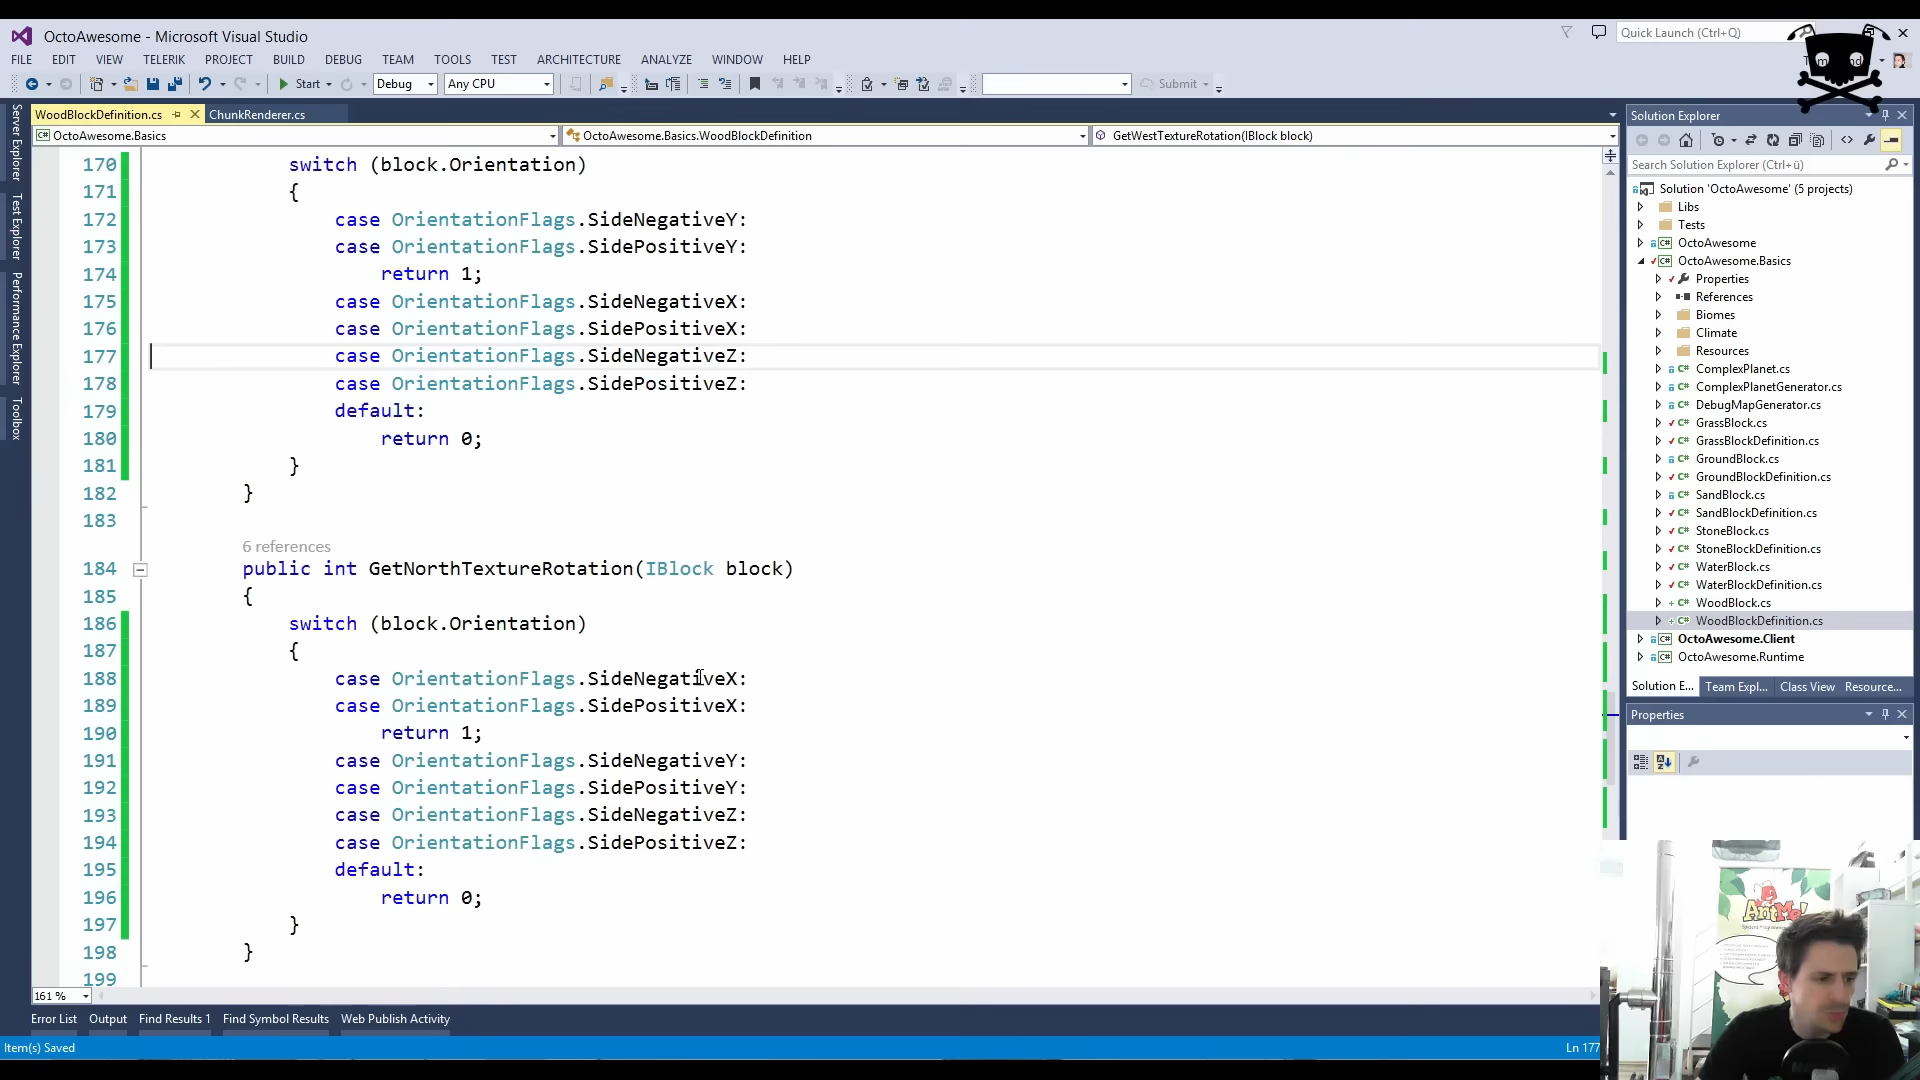 OctoAwesome - Microsoft Visual Studio
Quick Launch (Ctrl+Q)
FILE EDIT VIEW TELERIK PROJECT BUILD DEBUG TEAM TOOLS TEST ARCHITECTURE ANALYZE WINDOW HELP
Start Debug Any CPU Submit
WoodBlockDefinition.cs ChunkRenderer.cs
OctoAwesome.Basics OctoAwesome.Basics.WoodBlockDefinition GetWestTextureRotation(IBlock block)
Server Explorer
Test Explorer
Performance Explorer
Toolbox
170 switch (block.Orientation)
171 {
172 case OrientationFlags.SideNegativeY:
173 case OrientationFlags.SidePositiveY:
174 return 1;
175 case OrientationFlags.SideNegativeX:
176 case OrientationFlags.SidePositiveX:
177 case OrientationFlags.SideNegativeZ:
178 case OrientationFlags.SidePositiveZ:
179 default:
180 return 0;
181 }
182 }
183
6 references
184 public int GetNorthTextureRotation(IBlock block)
185 {
186 switch (block.Orientation)
187 {
188 case OrientationFlags.SideNegativeX:
189 case OrientationFlags.SidePositiveX:
190 return 1;
191 case OrientationFlags.SideNegativeY:
192 case OrientationFlags.SidePositiveY:
193 case OrientationFlags.SideNegativeZ:
194 case OrientationFlags.SidePositiveZ:
195 default:
196 return 0;
197 }
198 }
199
161 %
Error List Output Find Results 1 Find Symbol Results Web Publish Activity
Item(s) Saved
Ln 177
Solution Explorer
Search Solution Explorer (Ctrl+ü)
Solution 'OctoAwesome' (5 projects)
Libs
Tests
OctoAwesome
OctoAwesome.Basics
Properties
References
Biomes
Climate
Resources
ComplexPlanet.cs
ComplexPlanetGenerator.cs
DebugMapGenerator.cs
GrassBlock.cs
GrassBlockDefinition.cs
GroundBlock.cs
GroundBlockDefinition.cs
SandBlock.cs
SandBlockDefinition.cs
StoneBlock.cs
StoneBlockDefinition.cs
WaterBlock.cs
WaterBlockDefinition.cs
WoodBlock.cs
WoodBlockDefinition.cs
OctoAwesome.Client
OctoAwesome.Runtime
Solution E... Team Expl... Class View Resource...
Properties
AntMe!